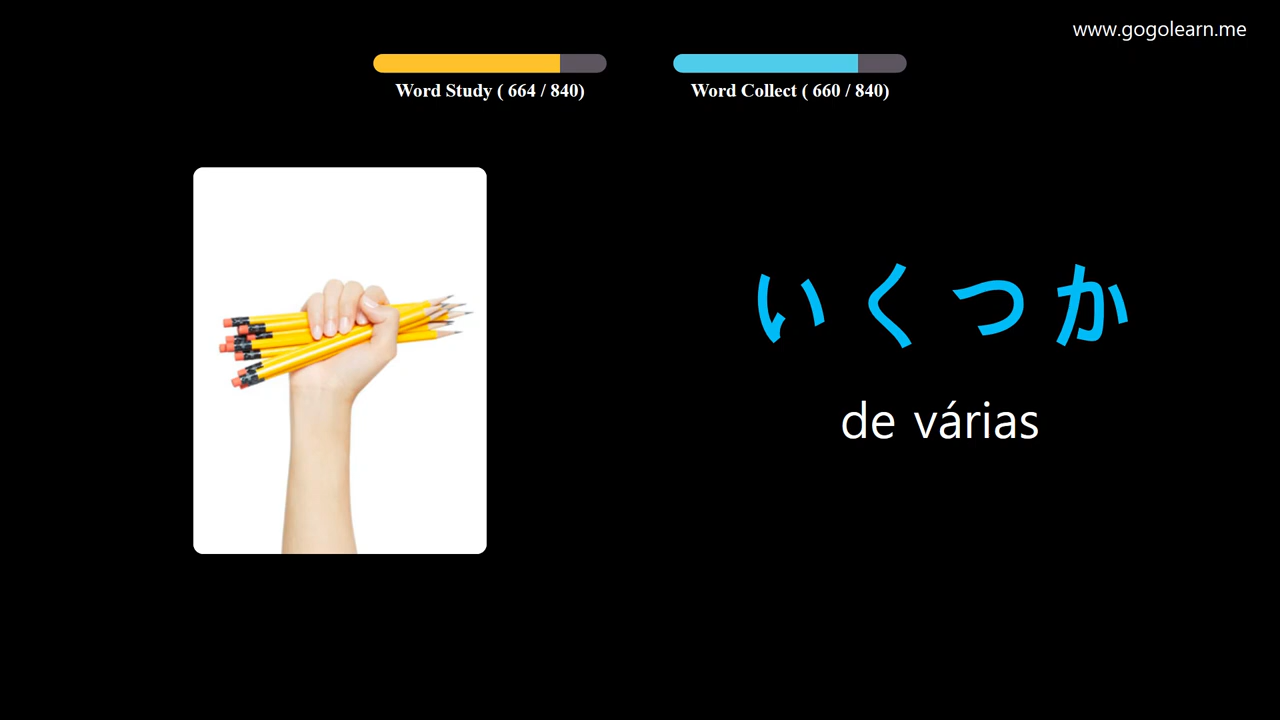 www.gogolearn.me
Word Study ( 664 / 840)
Word Collect ( 660 / 840)
いくつか
de várias